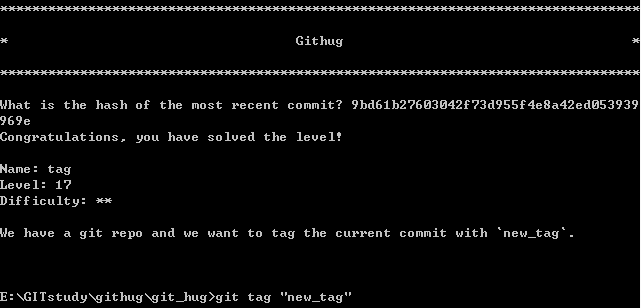 ********************************************************************************
*                                    Githug                                    *
********************************************************************************
What is the hash of the most recent commit? 9bd61b27603042f73d955f4e8a42ed053939
969e
Congratulations, you have solved the level!
Name: tag
Level: 17
Difficulty: **
We have a git repo and we want to tag the current commit with `new_tag`.
E:\GITstudy\githug\git_hug>git tag "new_tag"